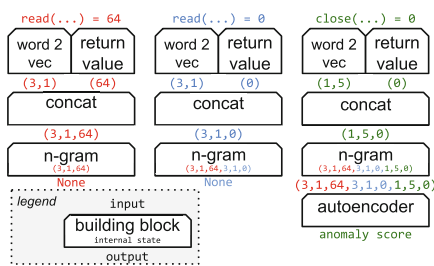 read(...) = 64
word 2 vec
return value
(3,1)
(64)
concat
(3,1,64)
n-gram
(3,1,64)
None
read(...) = 0
word 2 vec
return value
(3,1)
(0)
concat
(3,1,0)
n-gram
(3,1,64,3,1,0)
None
close(...) = 0
word 2 vec
return value
(1,5)
(0)
concat
(1,5,0)
n-gram
(3,1,64,3,1,0,1,5,0)
(3,1,64,3,1,0,1,5,0)
autoencoder
anomaly score
legend
input
building block
internal state
output